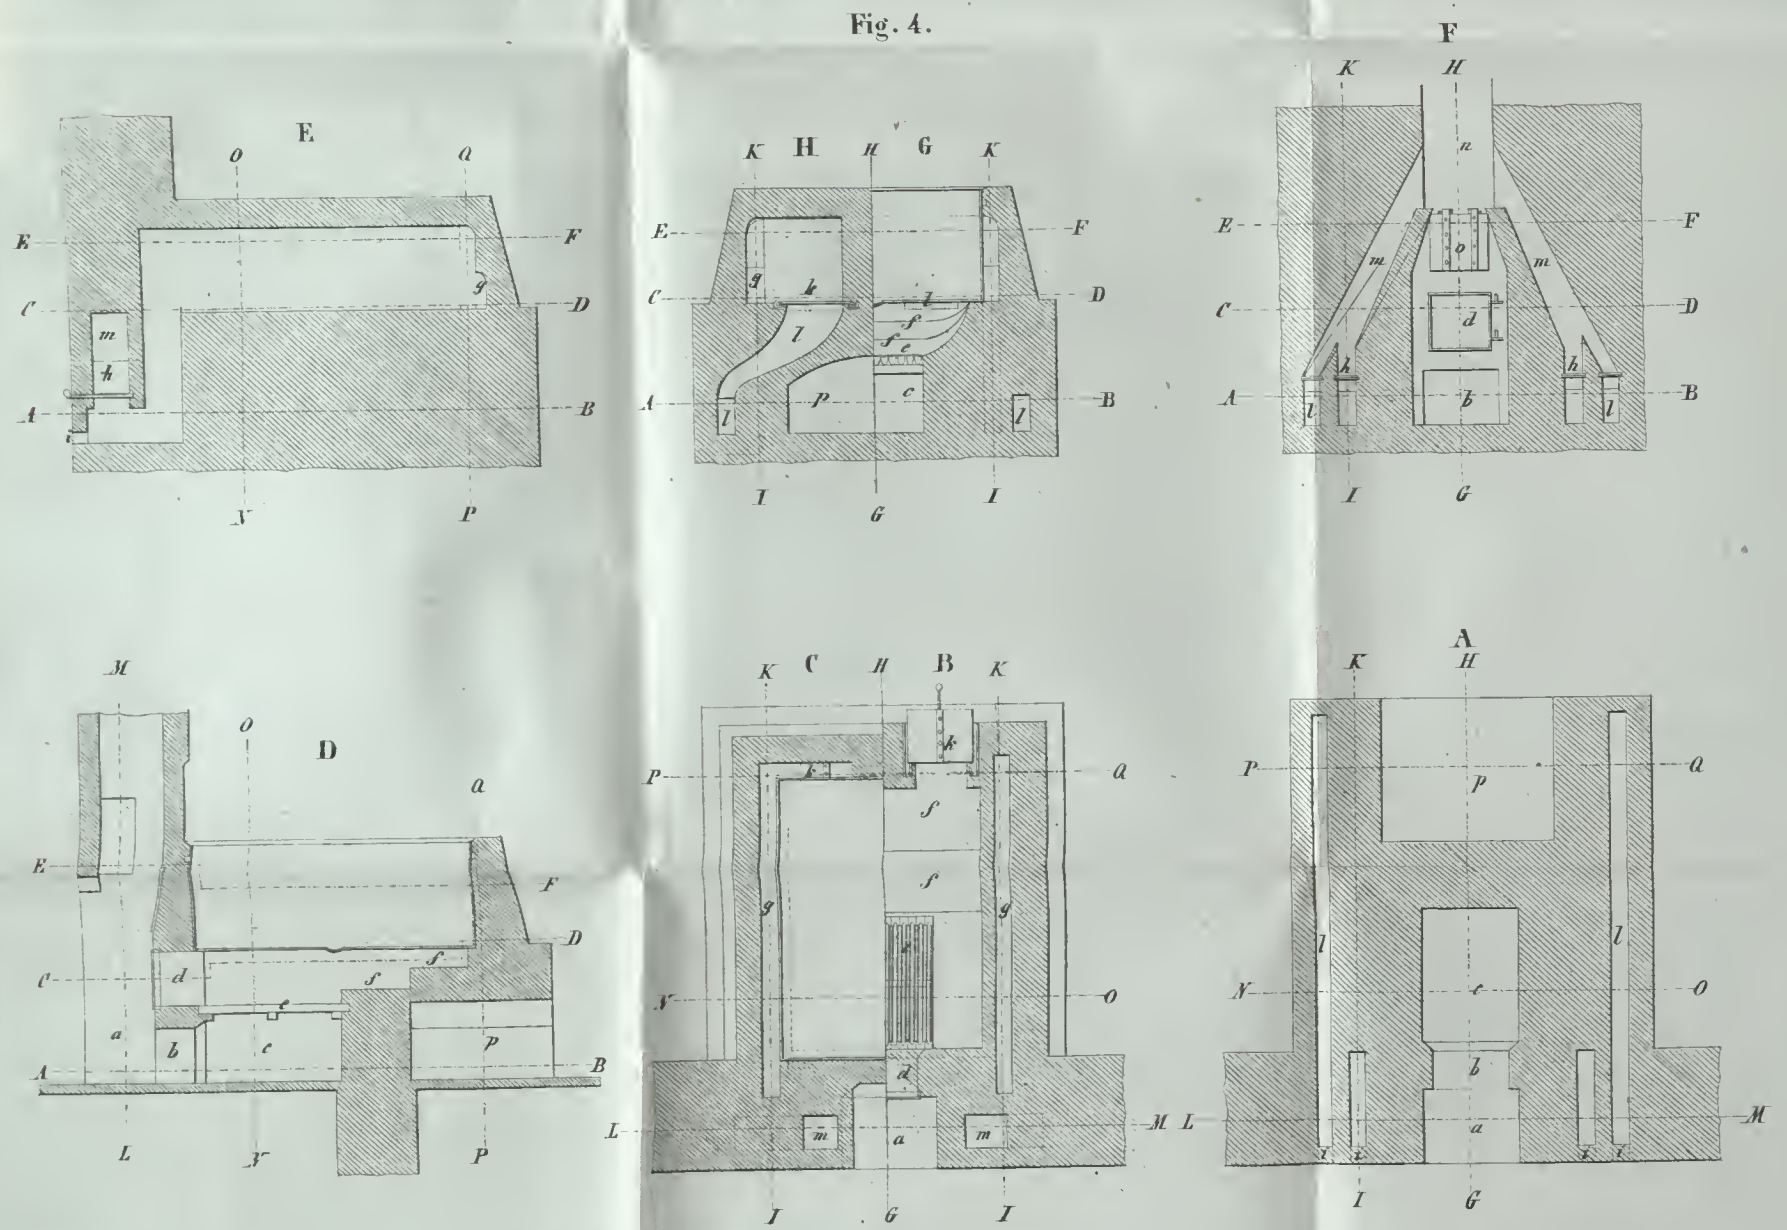 Fig. 4.
E
O Q
E F
g
C D
m
h
A B
i
N P
K H H G K
E F
g k
C l D
l f
f
e
A p c B
l l
I G I
F
K H
n
E F
m o m
C d D
h h
A l b l B
I G
M
O
D
Q
E F
D
C d f f
e
a b c p
A B
L N P
K C H B K
k
P k Q
f
g f g
e
N O
d
L m a m M
I G I
A
K H
P p Q
l l
N c O
b
L a M
i i i i
I G